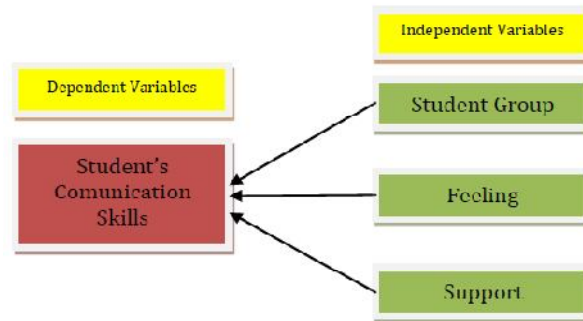 Independent Variables
Dependent Variables
Student Group
Student's
Comunication
Skills
Feeling
Support